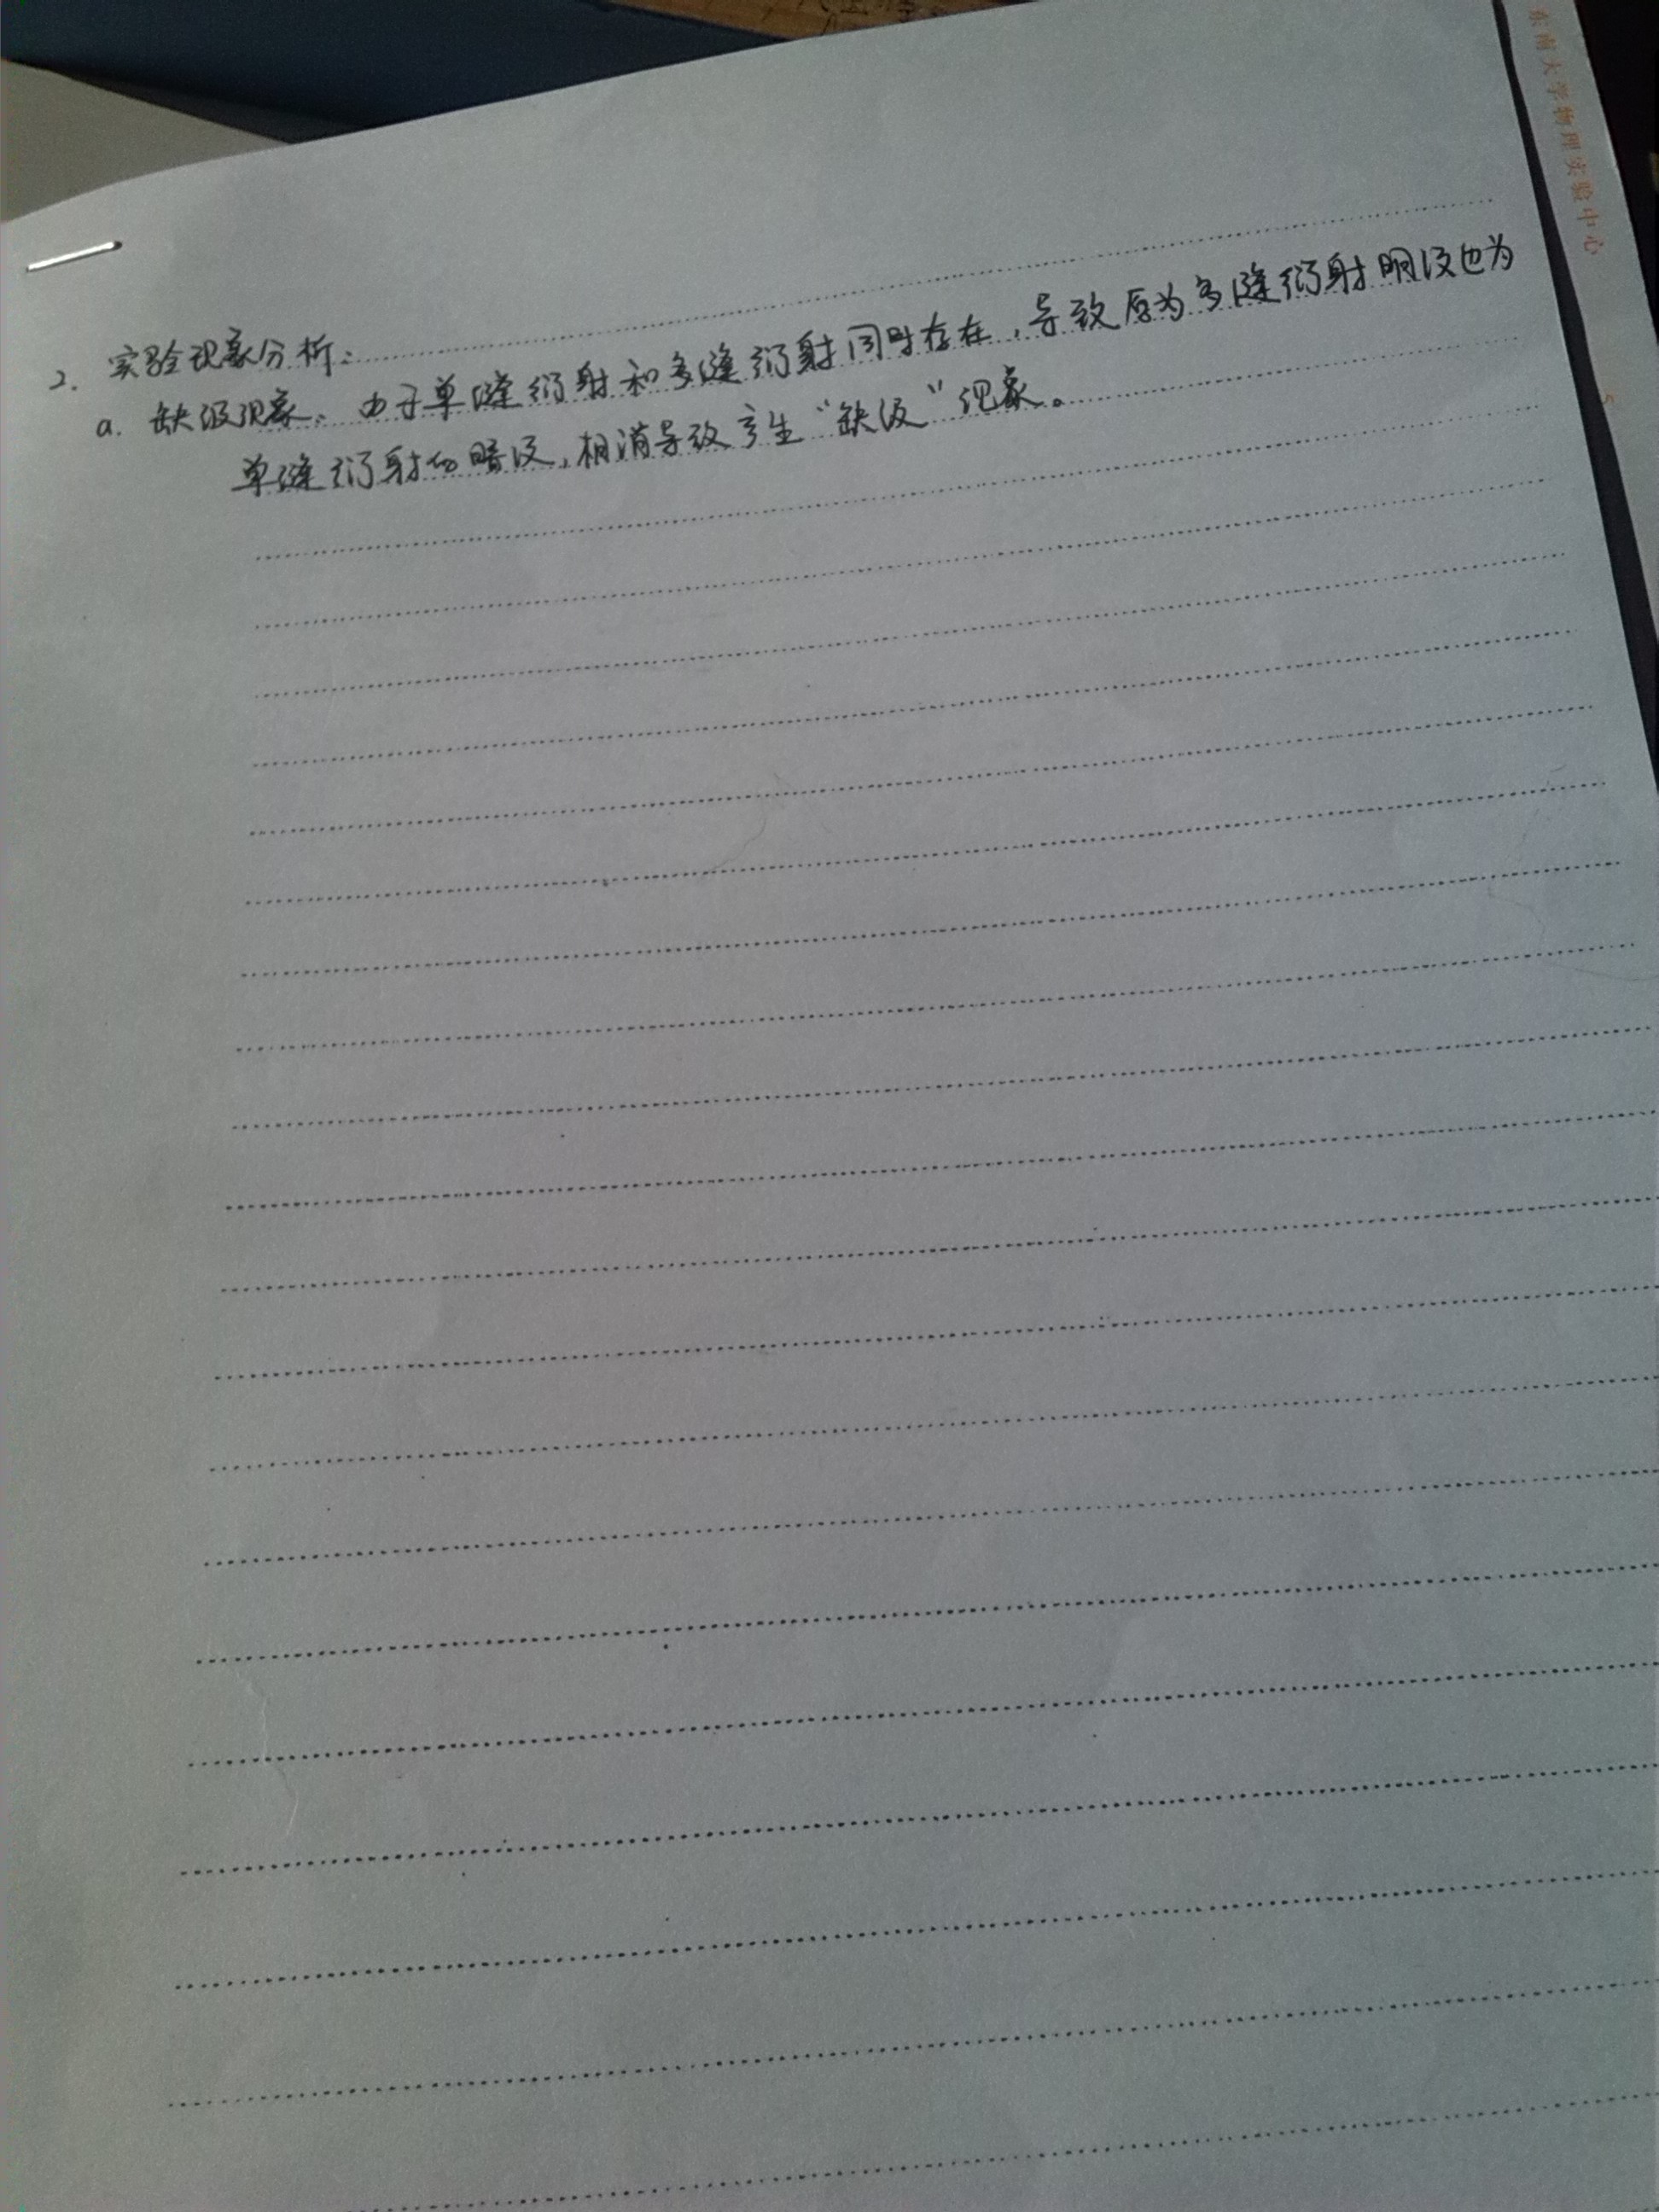 东南大学物理实验中心
2. 实验现象分析:
a. 缺级现象。由于单缝衍射和多缝衍射同时存在,导致原为多缝衍射明纹也为
单缝衍射的暗纹,相消导致产生“缺级”现象。